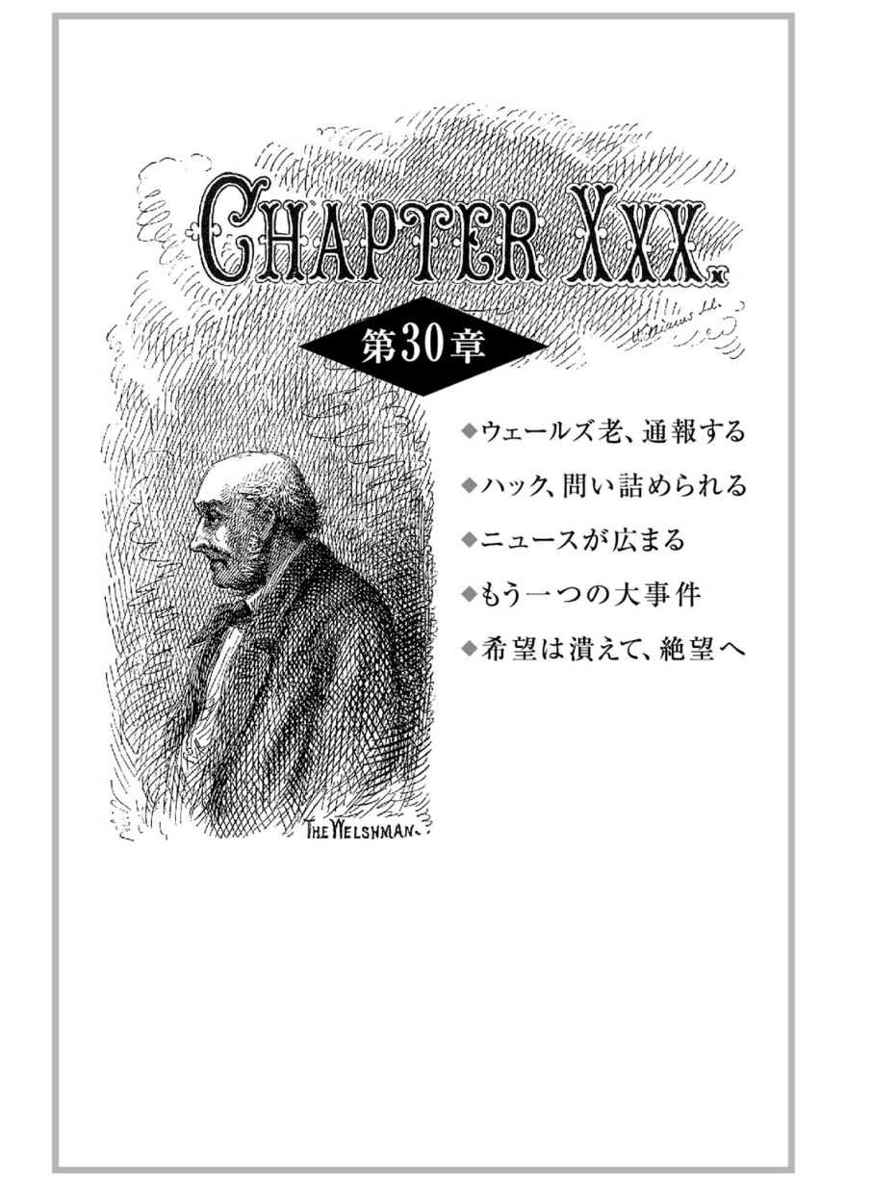 CHAPTER XXX.
第30章
◆ウェールズ老、通報する
◆ハック、問い詰められる
◆ニュースが広まる
◆もう一つの大事件
◆希望は潰えて、絶望へ
THE WELSHMAN.